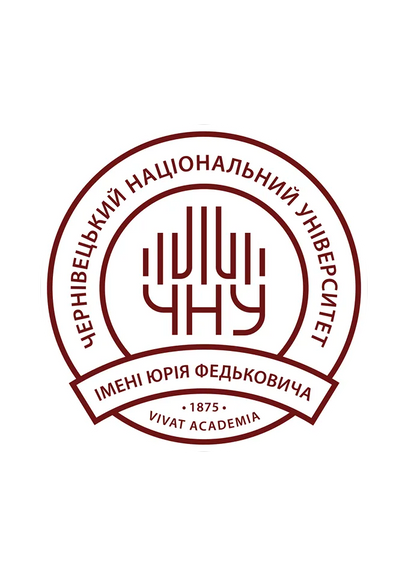 ЧЕРНІВЕЦЬКИЙ НАЦІОНАЛЬНИЙ УНІВЕРСИТЕТ
ЧНУ
ІМЕНІ ЮРІЯ ФЕДЬКОВИЧА
• 1875 •
VIVAT ACADEMIA